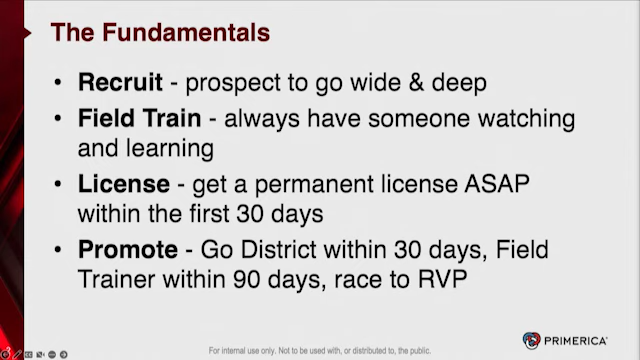 The Fundamentals
• Recruit - prospect to go wide & deep
• Field Train - always have someone watching
and learning
• License - get a permanent license ASAP
within the first 30 days
• Promote - Go District within 30 days, Field
Trainer within 90 days, race to RVP
For internal use only. Not to be used with, or distributed to, the public.
PRIMERICA